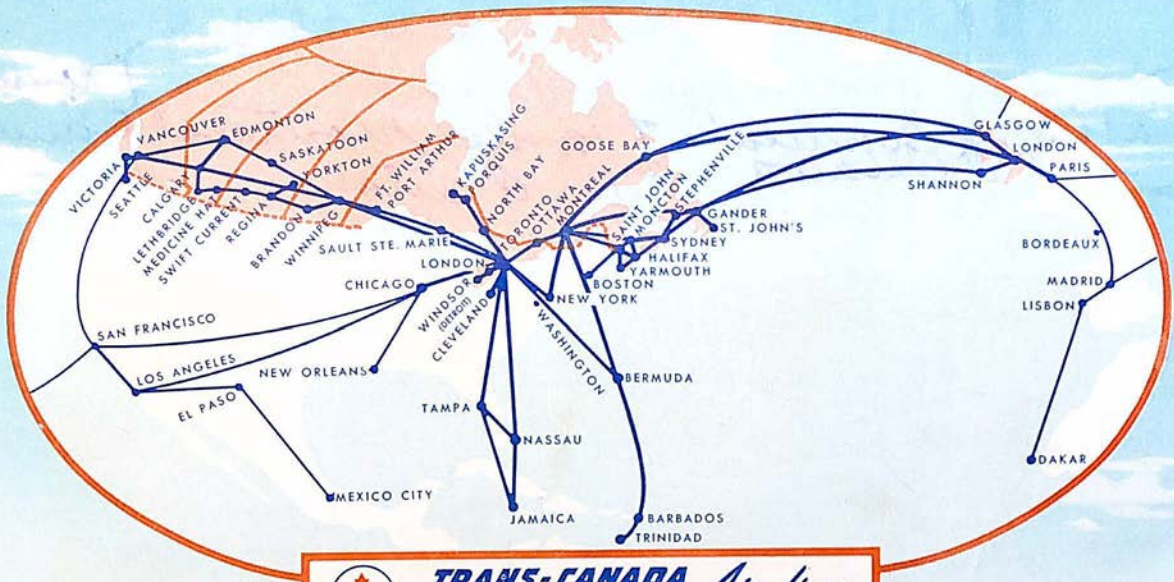 VANCOUVER
EDMONTON
SASKATOON
YORKTON
VICTORIA
SEATTLE
CALGARY
LETHBRIDGE
MEDICINE HAT
SWIFT CURRENT
REGINA
BRANDON
WINNIPEG
FT. WILLIAM
PORT ARTHUR
SAULT STE. MARIE
KAPUSKASING
PORQUIS
NORTH BAY
TORONTO
OTTAWA
MONTREAL
LONDON
WINDSOR
(DETROIT)
CLEVELAND
CHICAGO
GOOSE BAY
SAINT JOHN
MONCTON
STEPHENVILLE
GANDER
ST. JOHN'S
SYDNEY
HALIFAX
YARMOUTH
BOSTON
NEW YORK
WASHINGTON
GLASGOW
LONDON
PARIS
SHANNON
BORDEAUX
MADRID
LISBON
DAKAR
SAN FRANCISCO
LOS ANGELES
EL PASO
NEW ORLEANS
MEXICO CITY
TAMPA
NASSAU
JAMAICA
BERMUDA
BARBADOS
TRINIDAD
TRANS-CANADA Air Lines